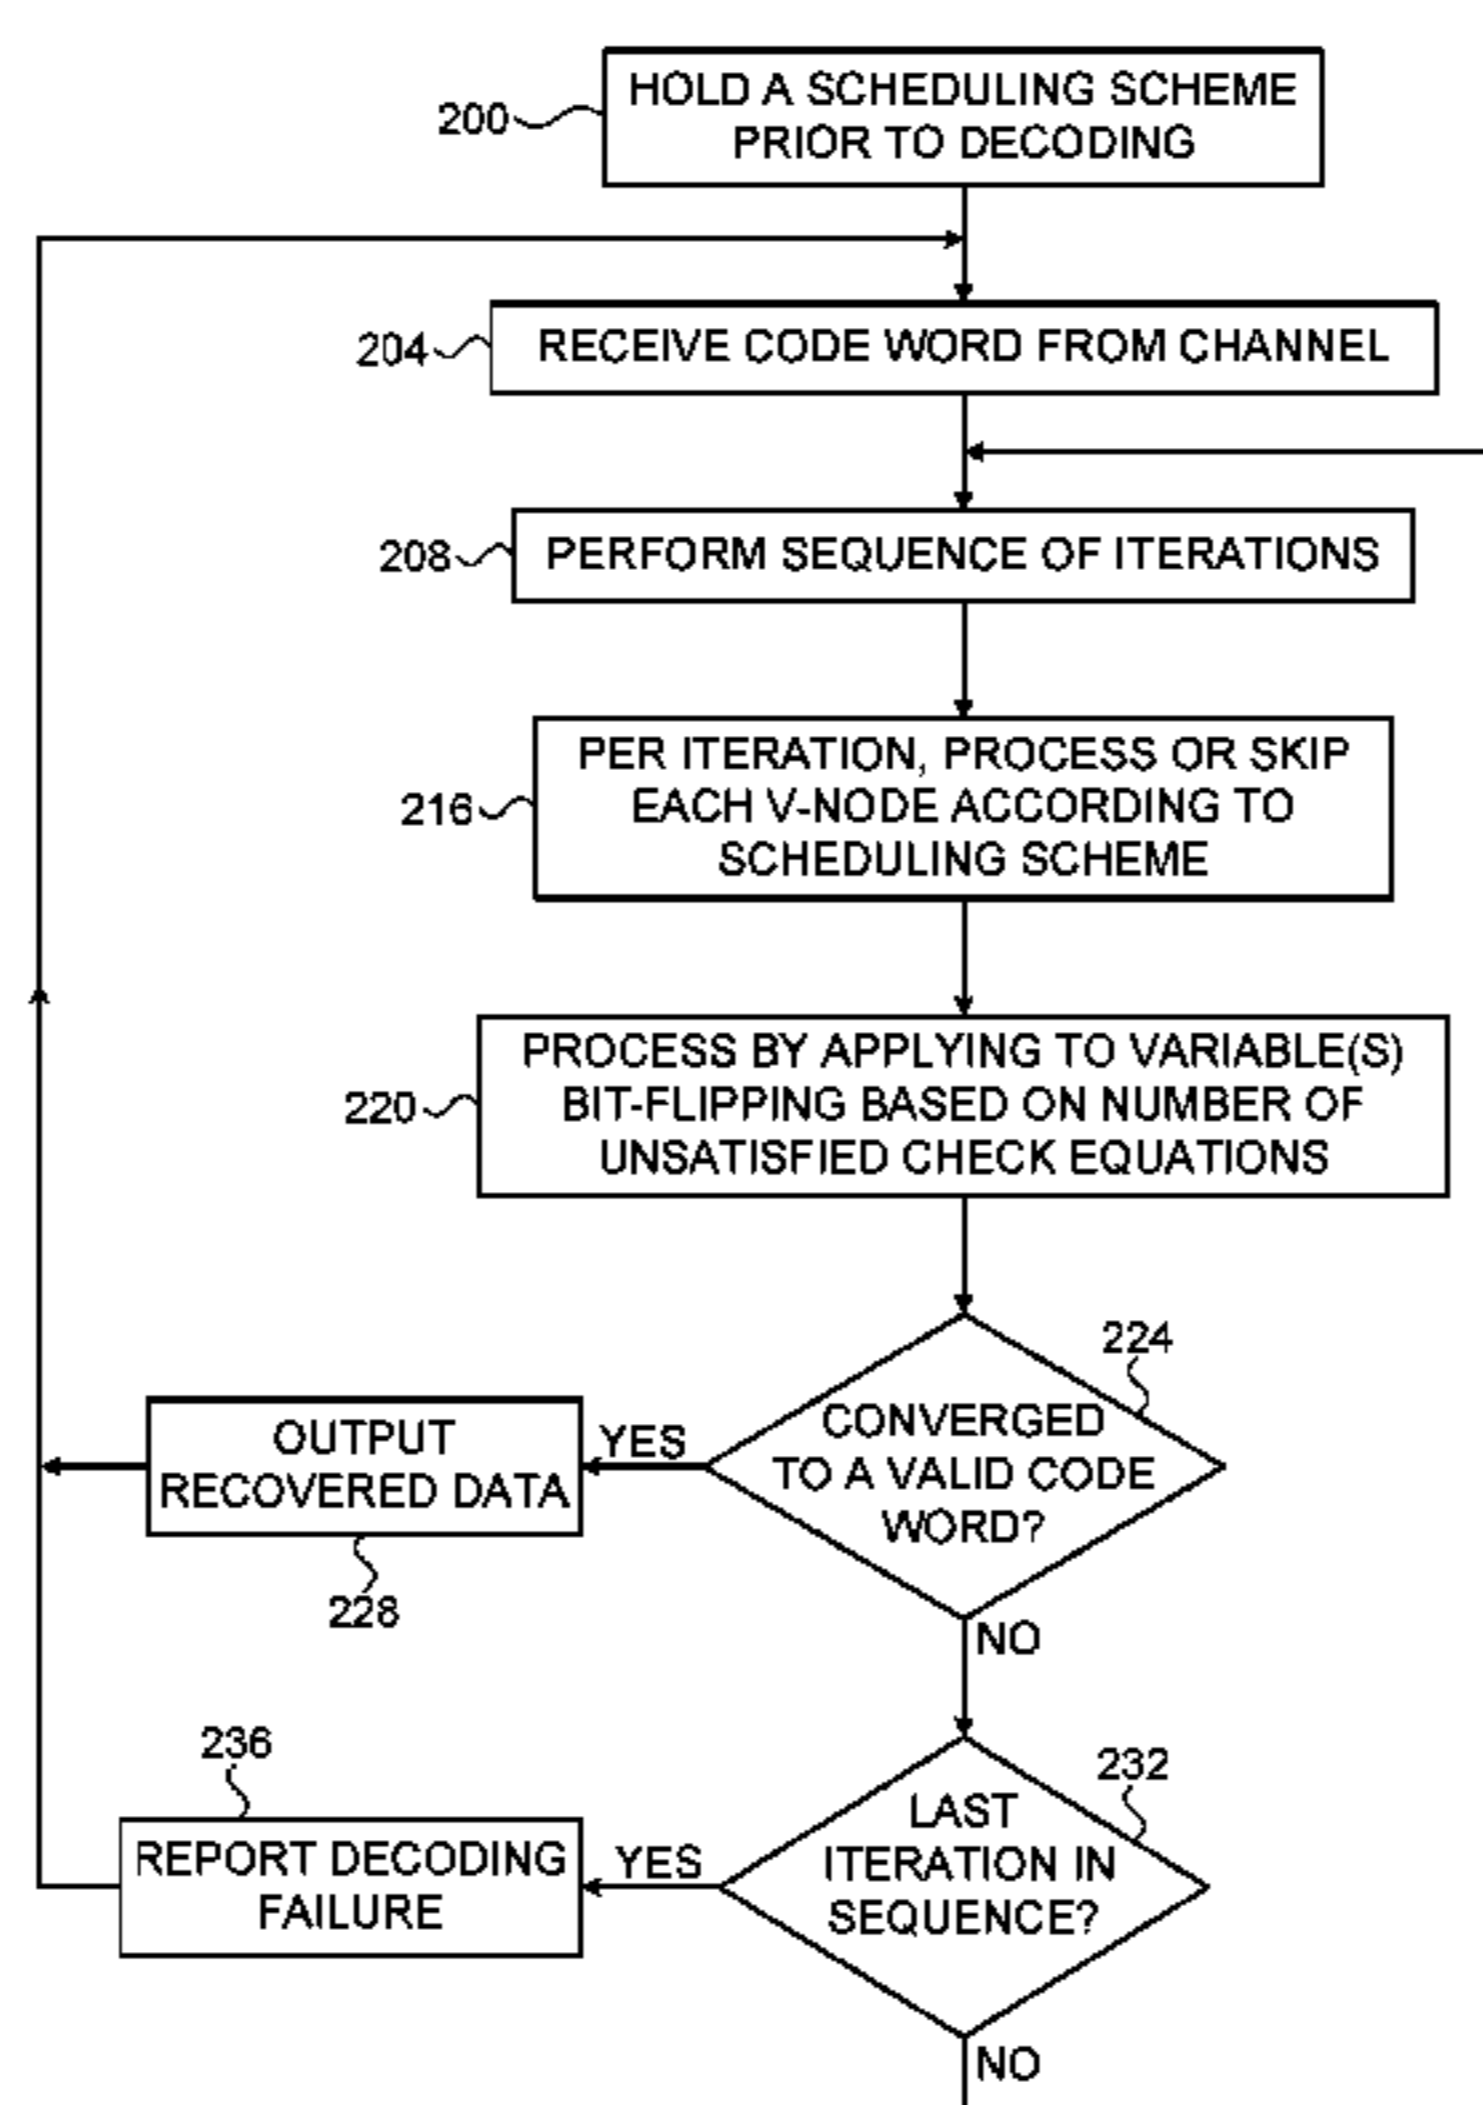 200
HOLD A SCHEDULING SCHEME
PRIOR TO DECODING
204
RECEIVE CODE WORD FROM CHANNEL
208
PERFORM SEQUENCE OF ITERATIONS
216
PER ITERATION, PROCESS OR SKIP
EACH V-NODE ACCORDING TO
SCHEDULING SCHEME
220
PROCESS BY APPLYING TO VARIABLE(S)
BIT-FLIPPING BASED ON NUMBER OF
UNSATISFIED CHECK EQUATIONS
224
CONVERGED
TO A VALID CODE
WORD?
YES
OUTPUT
RECOVERED DATA
228
NO
232
LAST
ITERATION IN
SEQUENCE?
YES
236
REPORT DECODING
FAILURE
NO